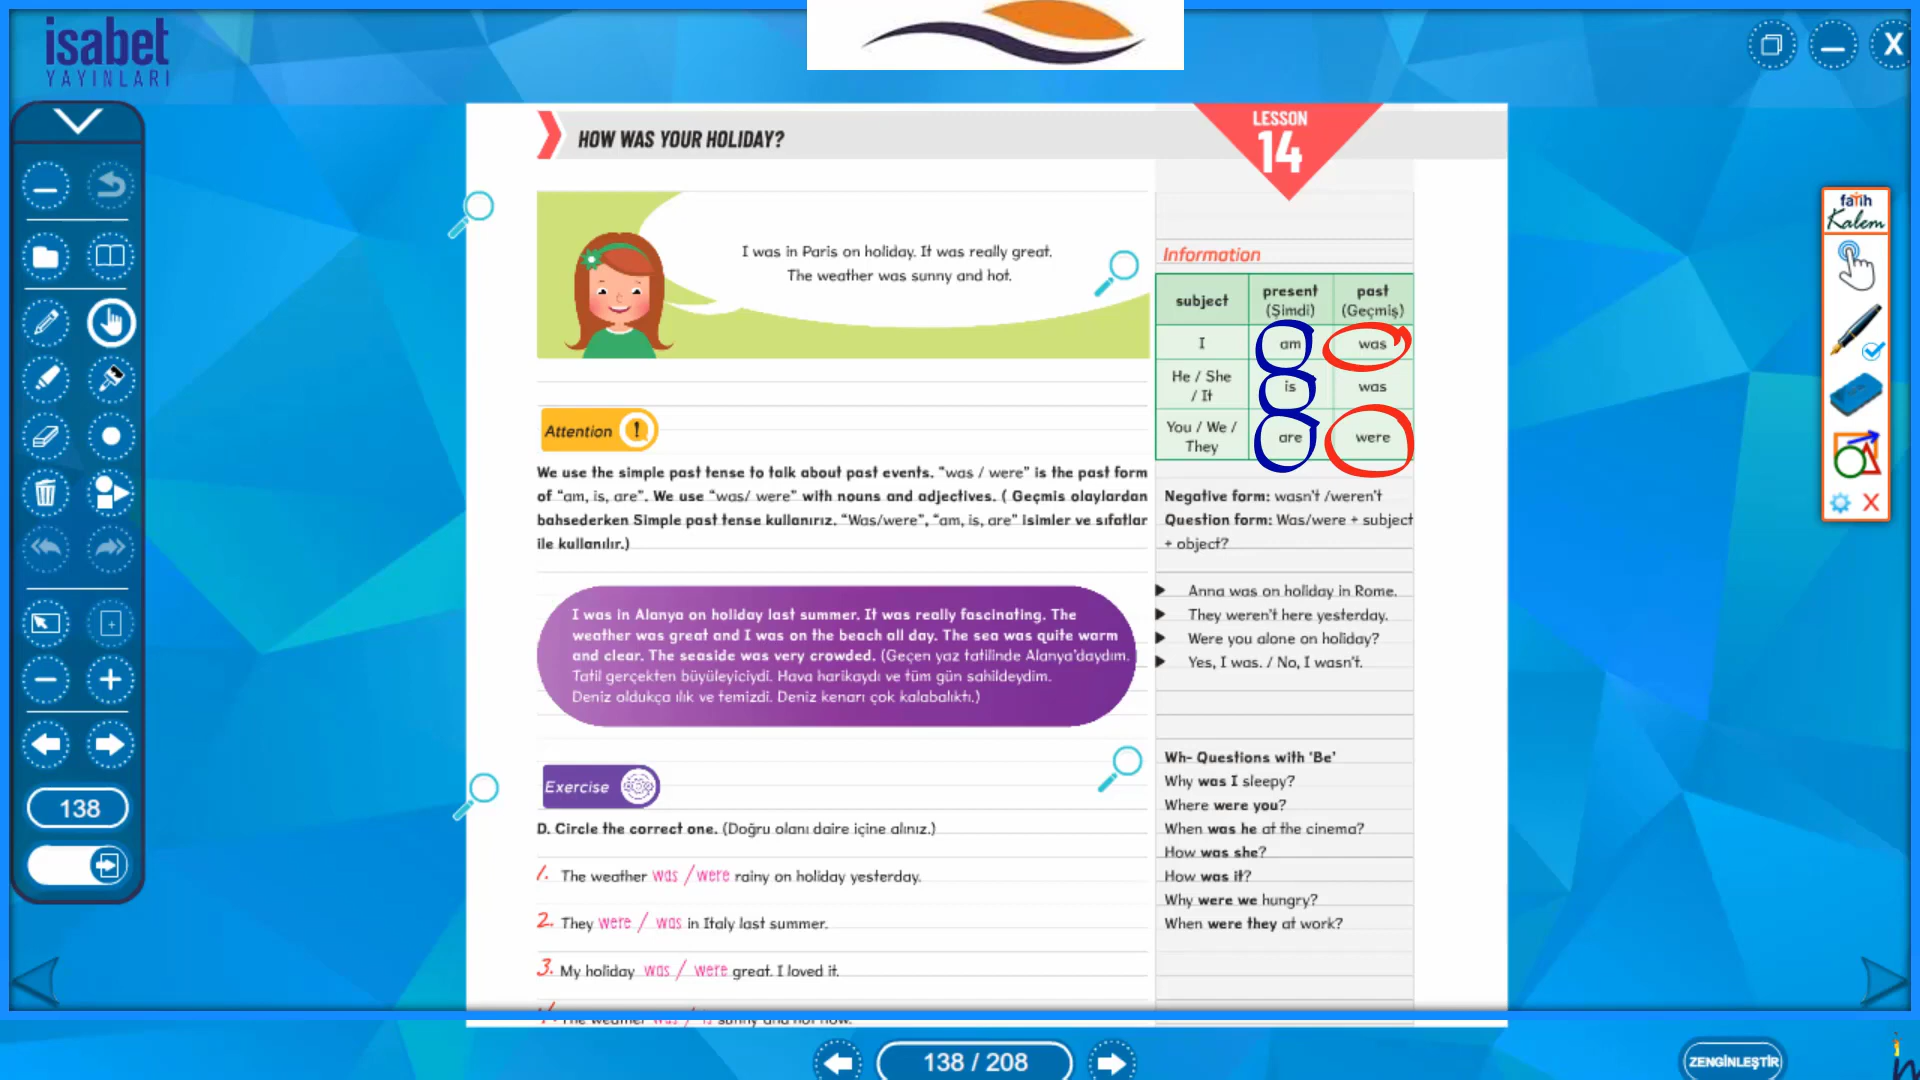 isabet
YAYINLARI
HOW WAS YOUR HOLIDAY?
LESSON
14
I was in Paris on holiday. It was really great.
The weather was sunny and hot.
Attention !
We use the simple past tense to talk about past events. “was / were” is the past form
of “am, is, are”. We use “was/ were” with nouns and adjectives. ( Geçmis olaylardan
bahsederken Simple past tense kullanırız. “Was/were”, “am, is, are” isimler ve sıfatlar
ile kullanılır.)
I was in Alanya on holiday last summer. It was really fascinating. The
weather was great and I was on the beach all day. The sea was quite warm
and clear. The seaside was very crowded. (Geçen yaz tatilinde Alanya’daydım.
Tatil gerçekten büyüleyiciydi. Hava harikaydı ve tüm gün sahildeydim.
Deniz oldukça ılık ve temizdi. Deniz kenarı çok kalabalıktı.)
Exercise
D. Circle the correct one. (Doğru olanı daire içine alınız.)
1. The weather was / were rainy on holiday yesterday.
2. They were / was in Italy last summer.
3. My holiday was / were great. I loved it.
4. The weather was / is sunny and hot now.
Information
subject present (Şimdi) past (Geçmiş)
I am was
He / She / It is was
You / We / They are were
Negative form: wasn’t /weren’t
Question form: Was/were + subject
+ object?
Anna was on holiday in Rome.
They weren’t here yesterday.
Were you alone on holiday?
Yes, I was. / No, I wasn’t.
Wh- Questions with ‘Be’
Why was I sleepy?
Where were you?
When was he at the cinema?
How was she?
How was it?
Why were we hungry?
When were they at work?
fatih
Kalem
X
X
138
138 / 208
ZENGİNLEŞTİR